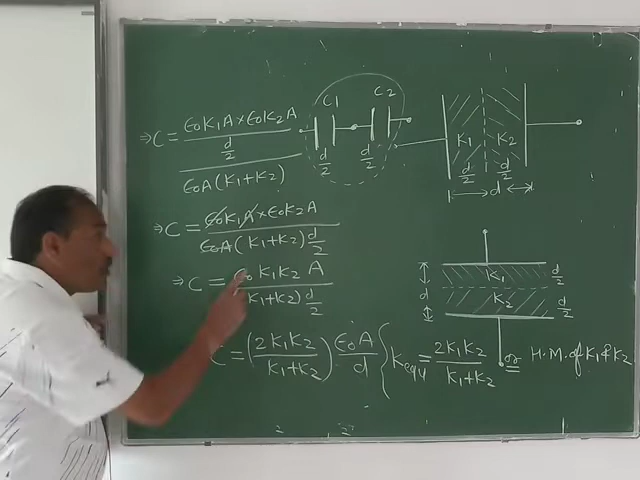 ⇒ C = ϵ0K1A × ϵ0K2A
d/2
ϵ0A(K1+K2)
C1 C2
d/2 d/2
K1 K2
d/2 d/2
d
⇒ C = ϵ0K1A × ϵ0K2A
ϵ0A(K1+K2) d/2
⇒ C = ϵ0 K1K2 A
K1+K2) d/2
K1 d/2
d
K2 d/2
C = (2K1K2/K1+K2) ϵ0A/d { Kequ = 2K1K2/K1+K2 or H.M. of K1 & K2